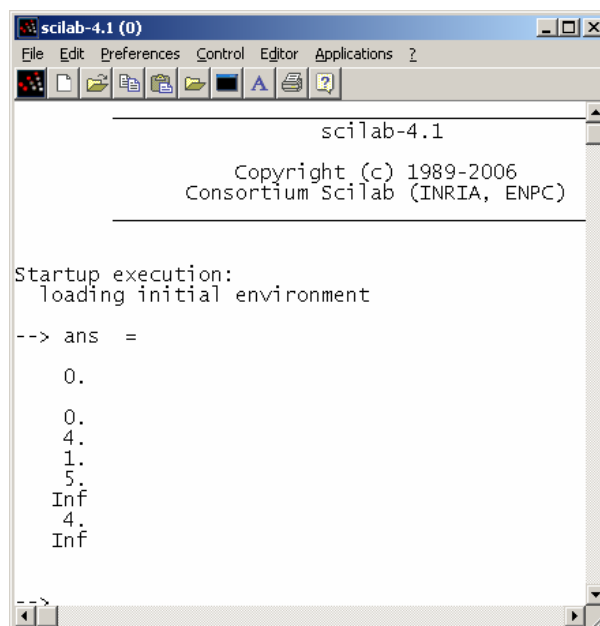 scilab-4.1 (0)
File Edit Preferences Control Editor Applications ?
A ?
scilab-4.1
Copyright (c) 1989-2006
Consortium Scilab (INRIA, ENPC)
Startup execution:
loading initial environment
--> ans =
0.
0.
4.
1.
5.
Inf
4.
Inf
-->